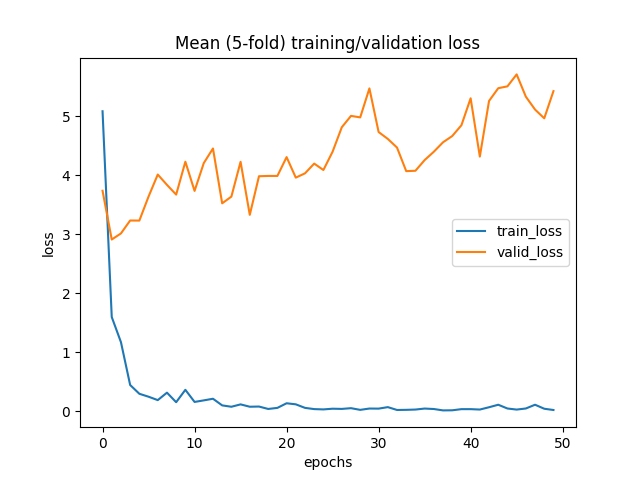 Mean (5-fold) training/validation loss
loss
5
4
3
2
1
0
train_loss
valid_loss
0 10 20 30 40 50
epochs